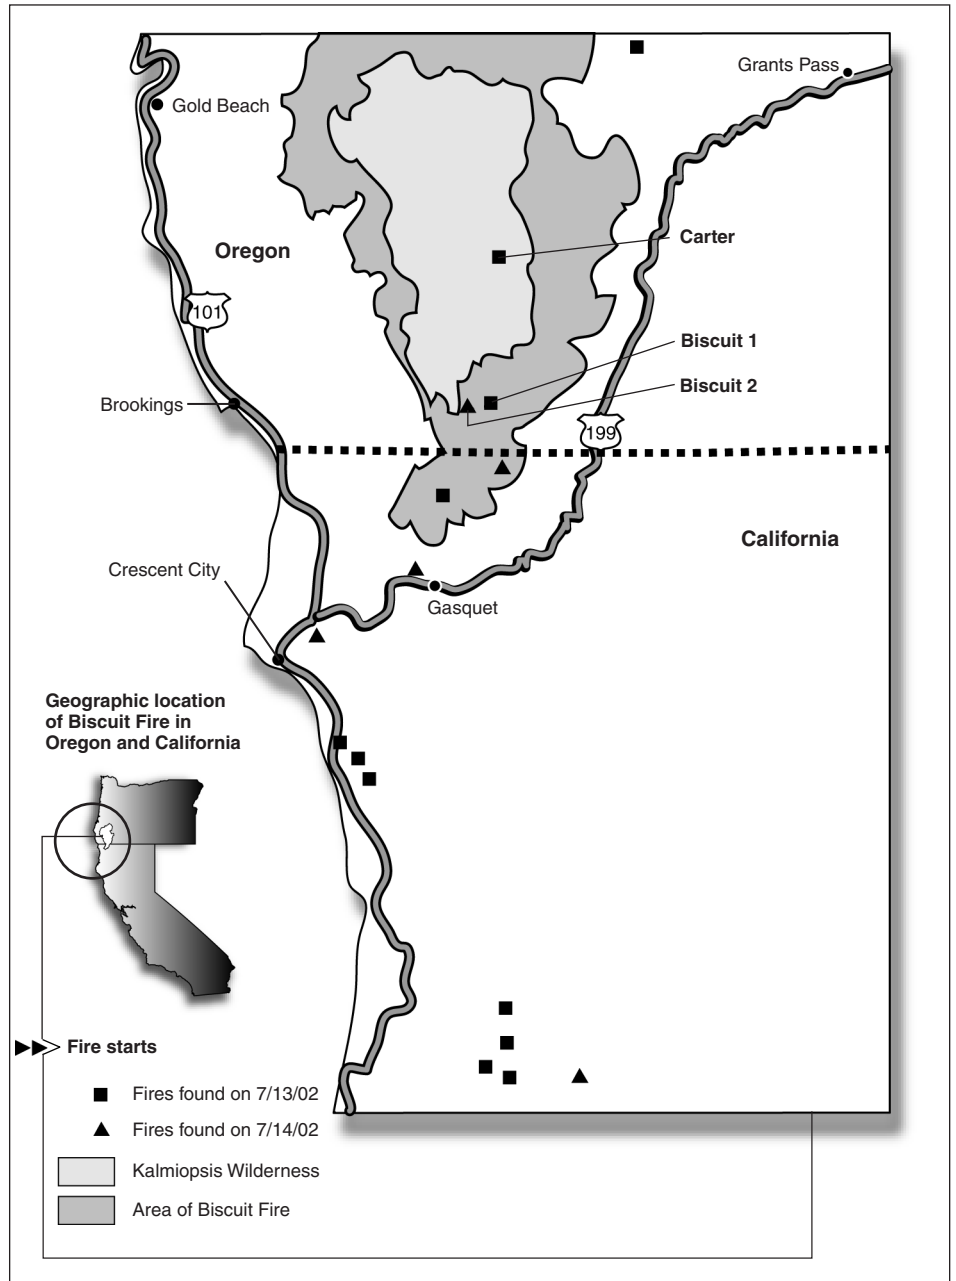 Grants Pass
Gold Beach
Carter
Oregon
101
Biscuit 1
Biscuit 2
Brookings
199
California
Crescent City
Gasquet
Geographic location
of Biscuit Fire in
Oregon and California
Fire starts
Fires found on 7/13/02
Fires found on 7/14/02
Kalmiopsis Wilderness
Area of Biscuit Fire